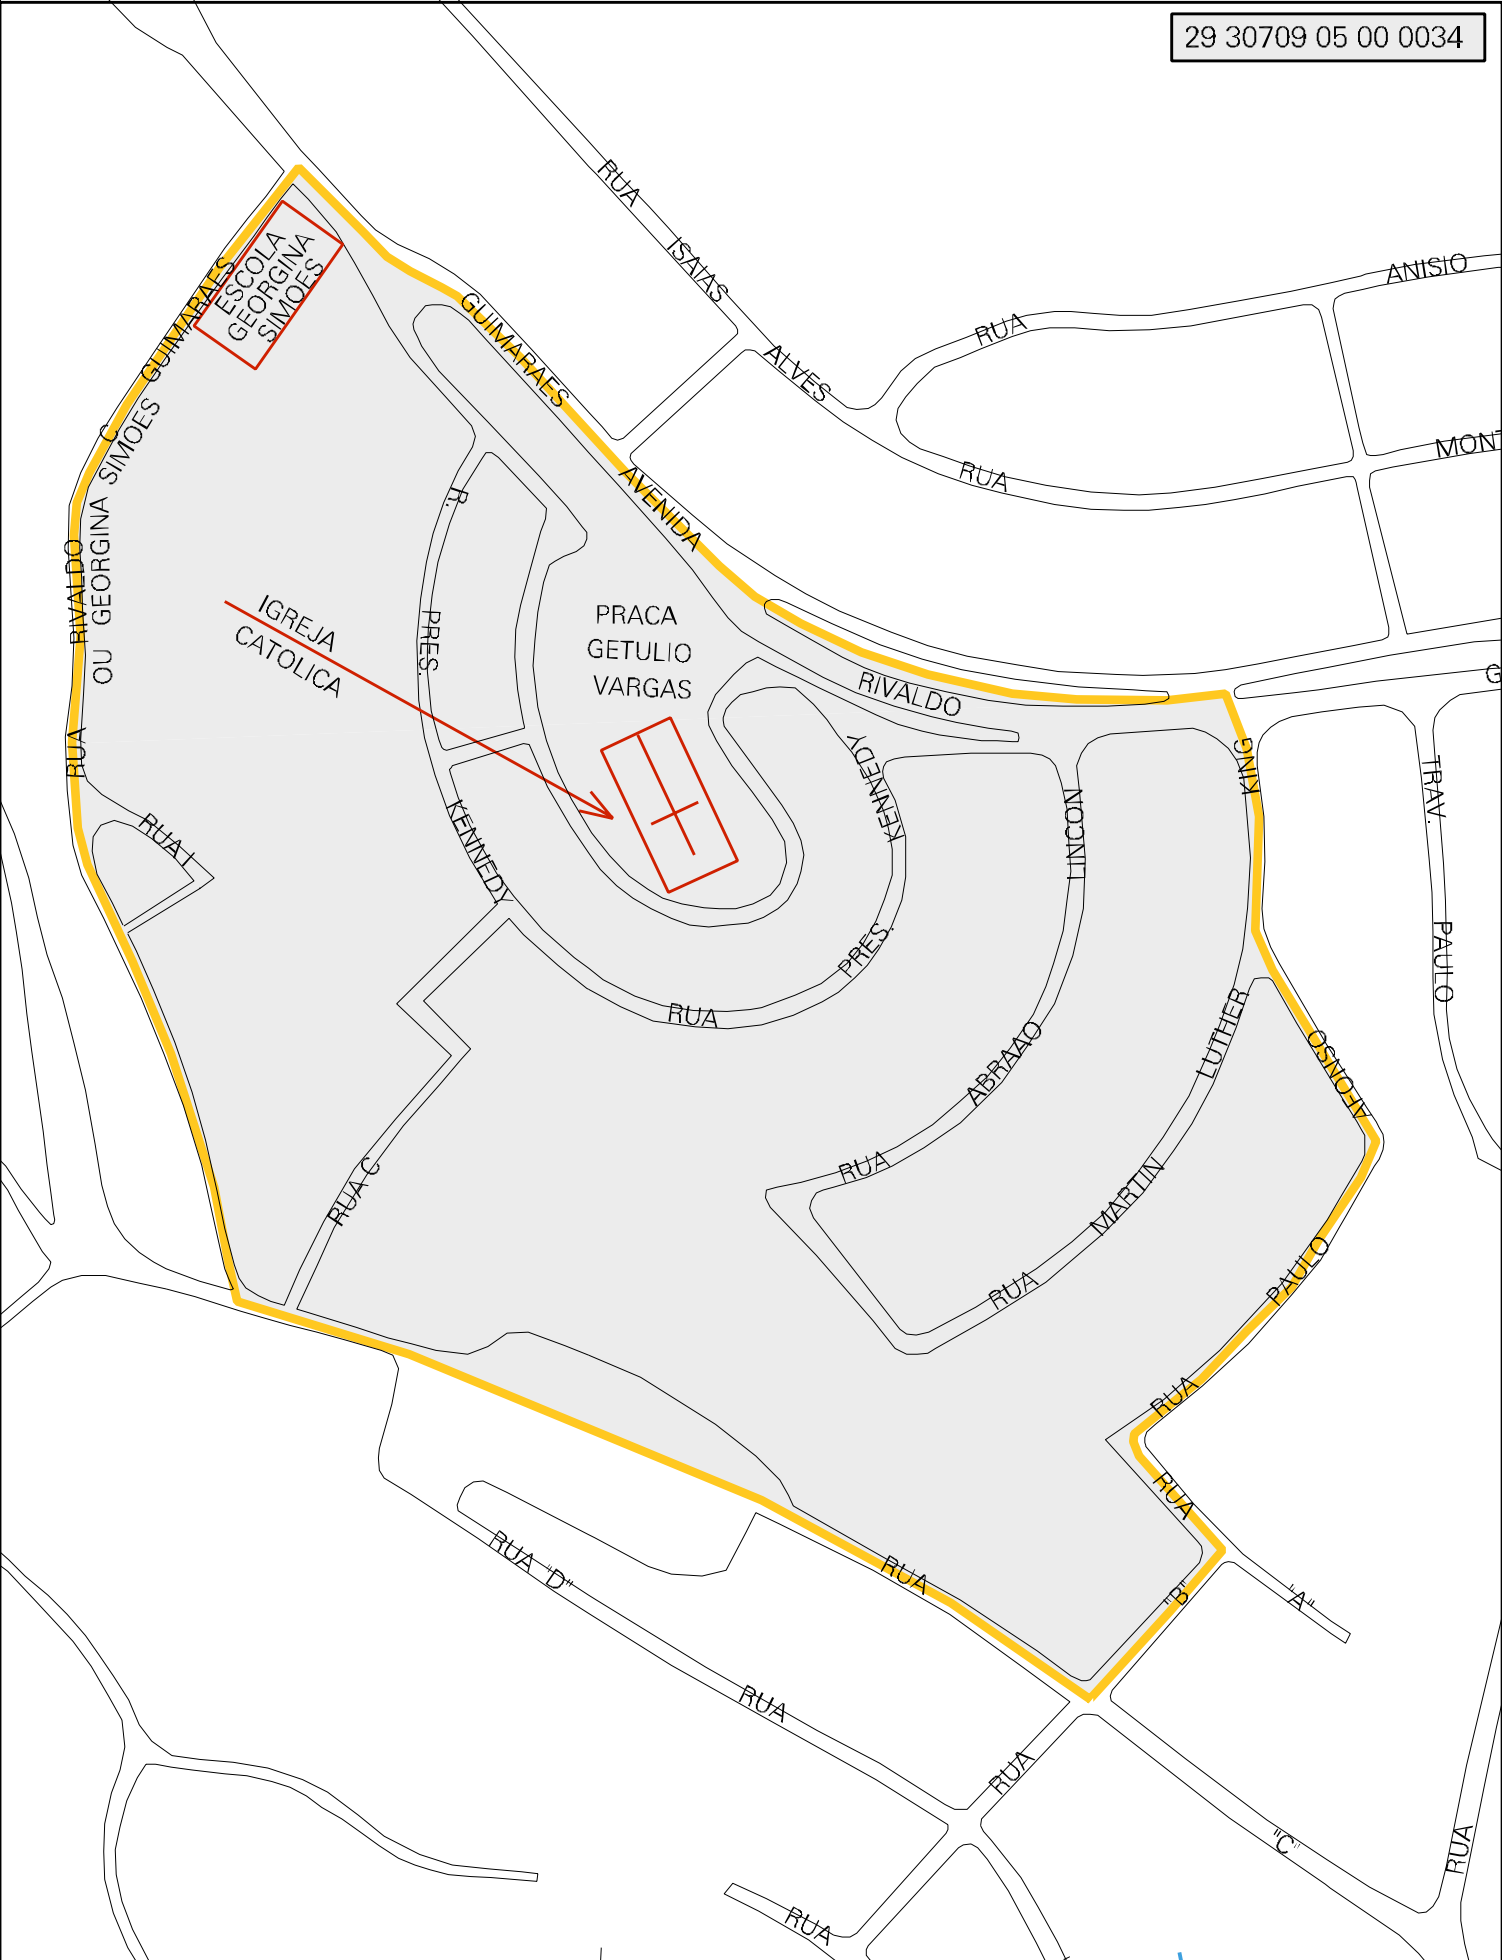 29 30709 05 00 0034
RUA
ISAIAS
ALVES
ANISIO
RUA
ESCOLA
GEORGINA
SIMOES
GUIMARAES
GUIMARAES
C
SIMOES
GEORGINA
OU
RIVALDO
RUA
RUA
MONT
AVENIDA
RIVALDO
R.
PRES.
KENNEDY
IGREJA
CATOLICA
PRACA
GETULIO
VARGAS
KENNEDY
PRES.
RUA
LINCON
ABRAAO
RUA
KING
LUTHER
MARTIN
RUA
G
TRAV.
PAULO
AFONSO
PAULO
RUA
RUA I
RUA C
RUA
"A"
"B"
RUA
RUA "D"
RUA
RUA
"C"
RUA
RUA